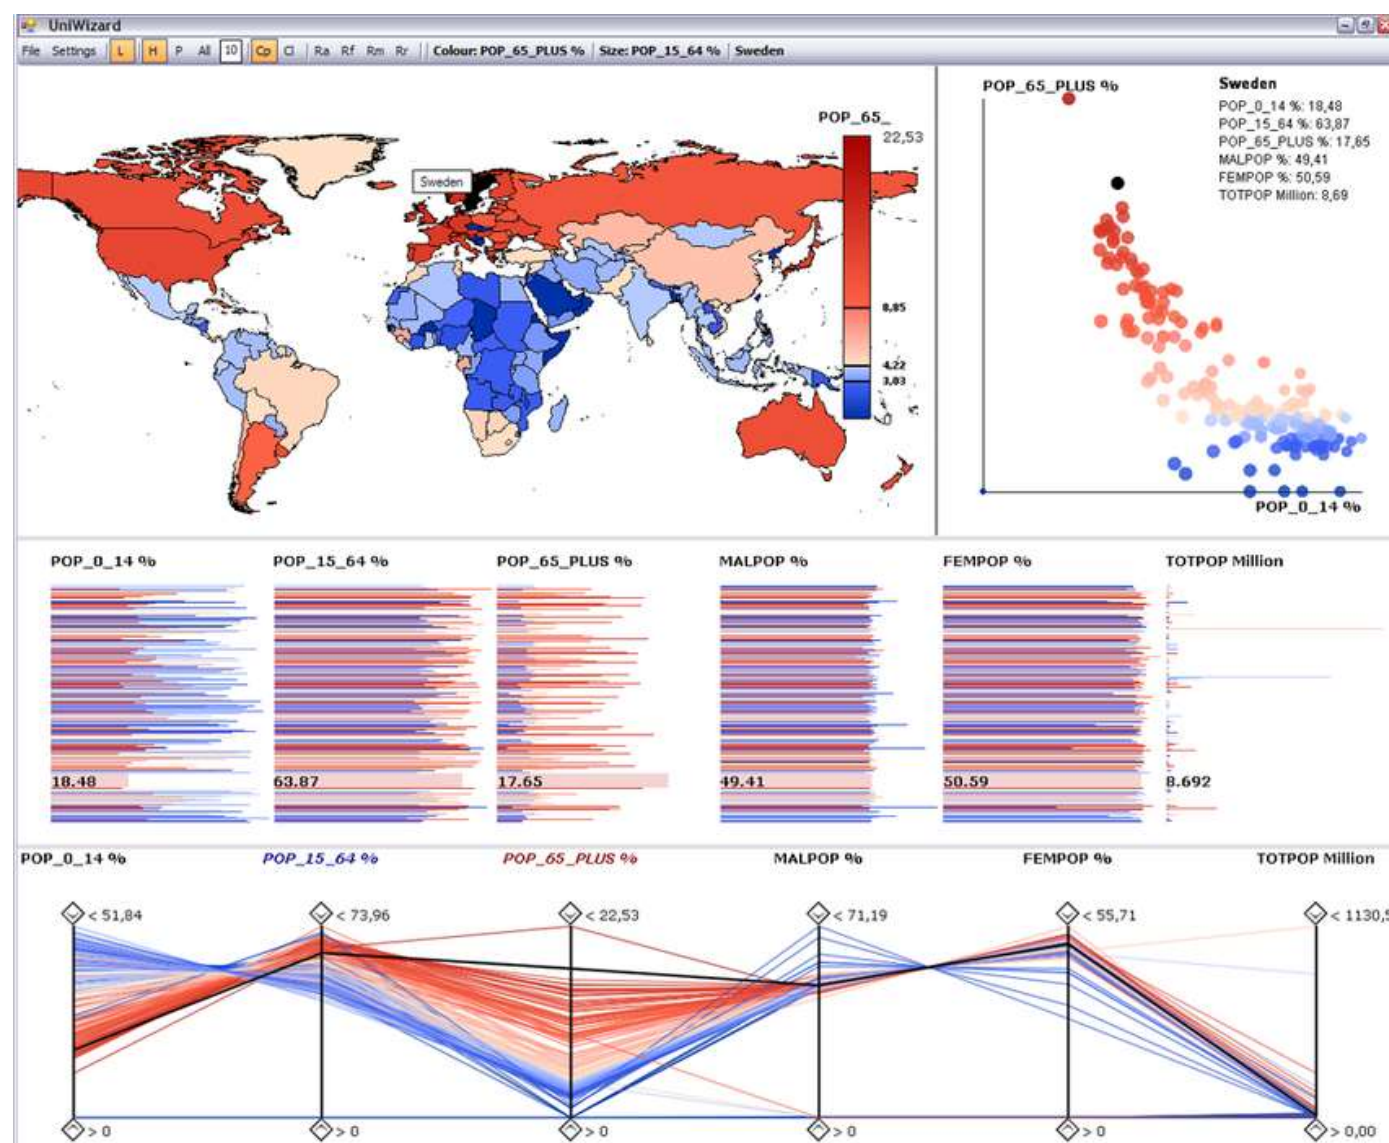 UniWizard
File Settings L H P All 10 Cp Cl Ra Rf Rm Rr Colour: POP_65_PLUS % Size: POP_15_64 % Sweden
POP_65_
22,53
8,85
4,22
3,03
Sweden
POP_65_PLUS %
Sweden
POP_0_14 %: 18,48
POP_15_64 %: 63,87
POP_65_PLUS %: 17,65
MALPOP %: 49,41
FEMPOP %: 50,59
TOTPOP Million: 8,69
POP_0_14 %
POP_0_14 % POP_15_64 % POP_65_PLUS % MALPOP % FEMPOP % TOTPOP Million
18.48 63.87 17.65 49.41 50.59 8.692
POP_0_14 % POP_15_64 % POP_65_PLUS % MALPOP % FEMPOP % TOTPOP Million
< 51,84 < 73,96 < 22,53 < 71,19 < 55,71 < 1130,5
> 0 > 0 > 0 > 0 > 0 > 0,00